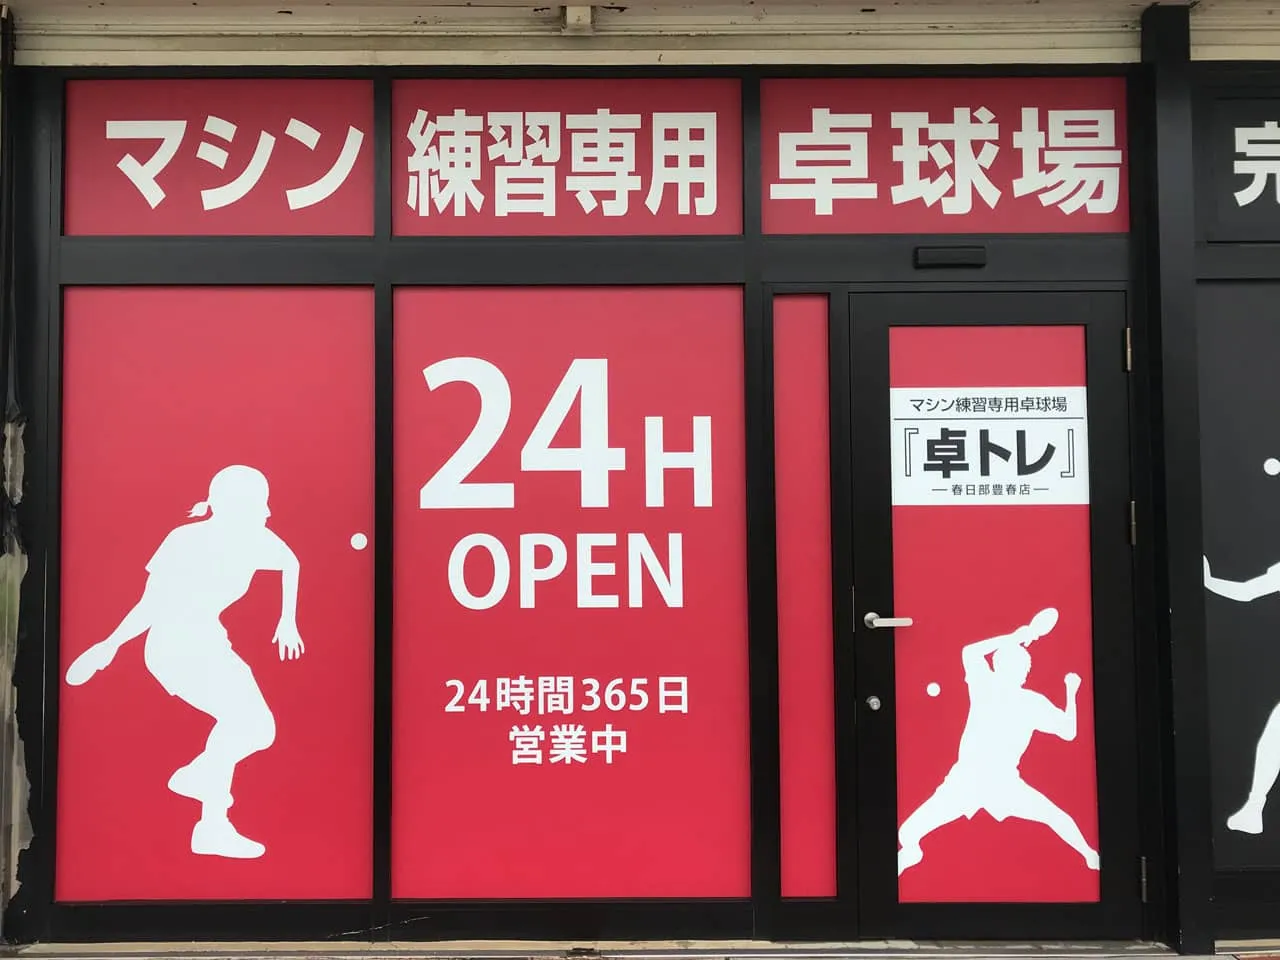 マシン練習専用卓球場
24H
OPEN
24時間365日
営業中
マシン練習専用卓球場
『卓トレ』
―春日部豊春店―
完